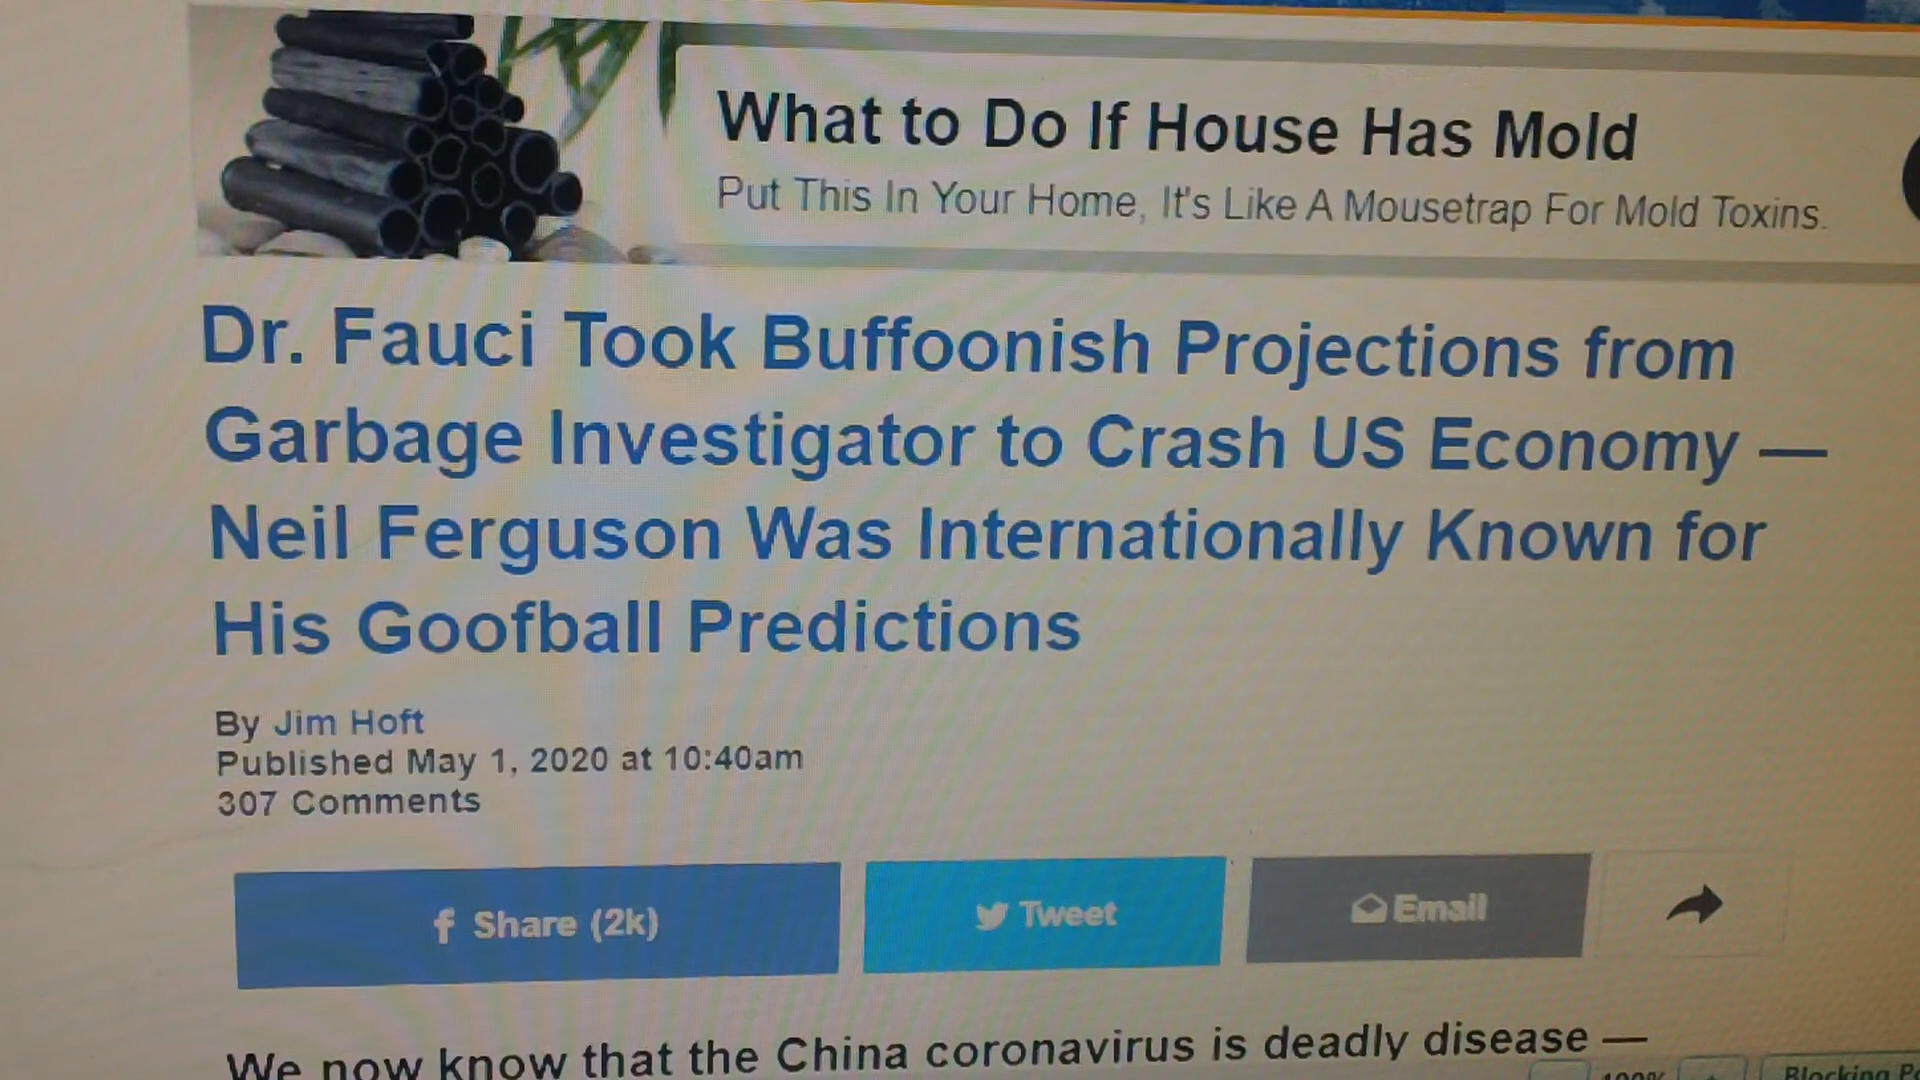 What to Do If House Has Mold
Put This In Your Home, It's Like A Mousetrap For Mold Toxins.
Dr. Fauci Took Buffoonish Projections from
Garbage Investigator to Crash US Economy —
Neil Ferguson Was Internationally Known for
His Goofball Predictions
By Jim Hoft
Published May 1, 2020 at 10:40am
307 Comments
f Share (2k)
Tweet
Email
We now know that the China coronavirus is deadly disease —
100%
Blocking